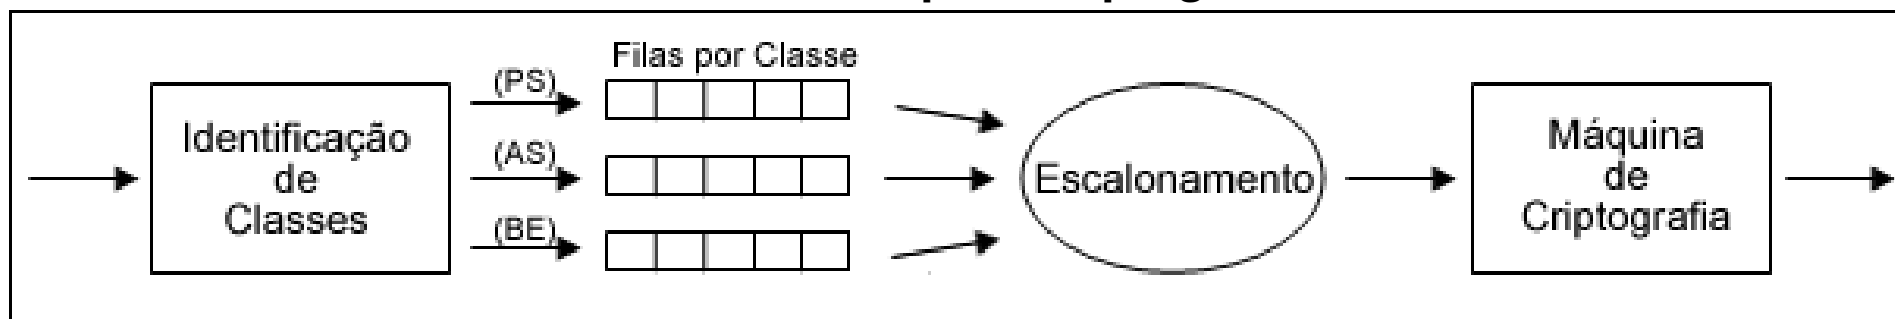 Filas por Classe
(PS)
(AS)
(BE)
Identificação
de
Classes
Escalonamento
Máquina
de
Criptografia